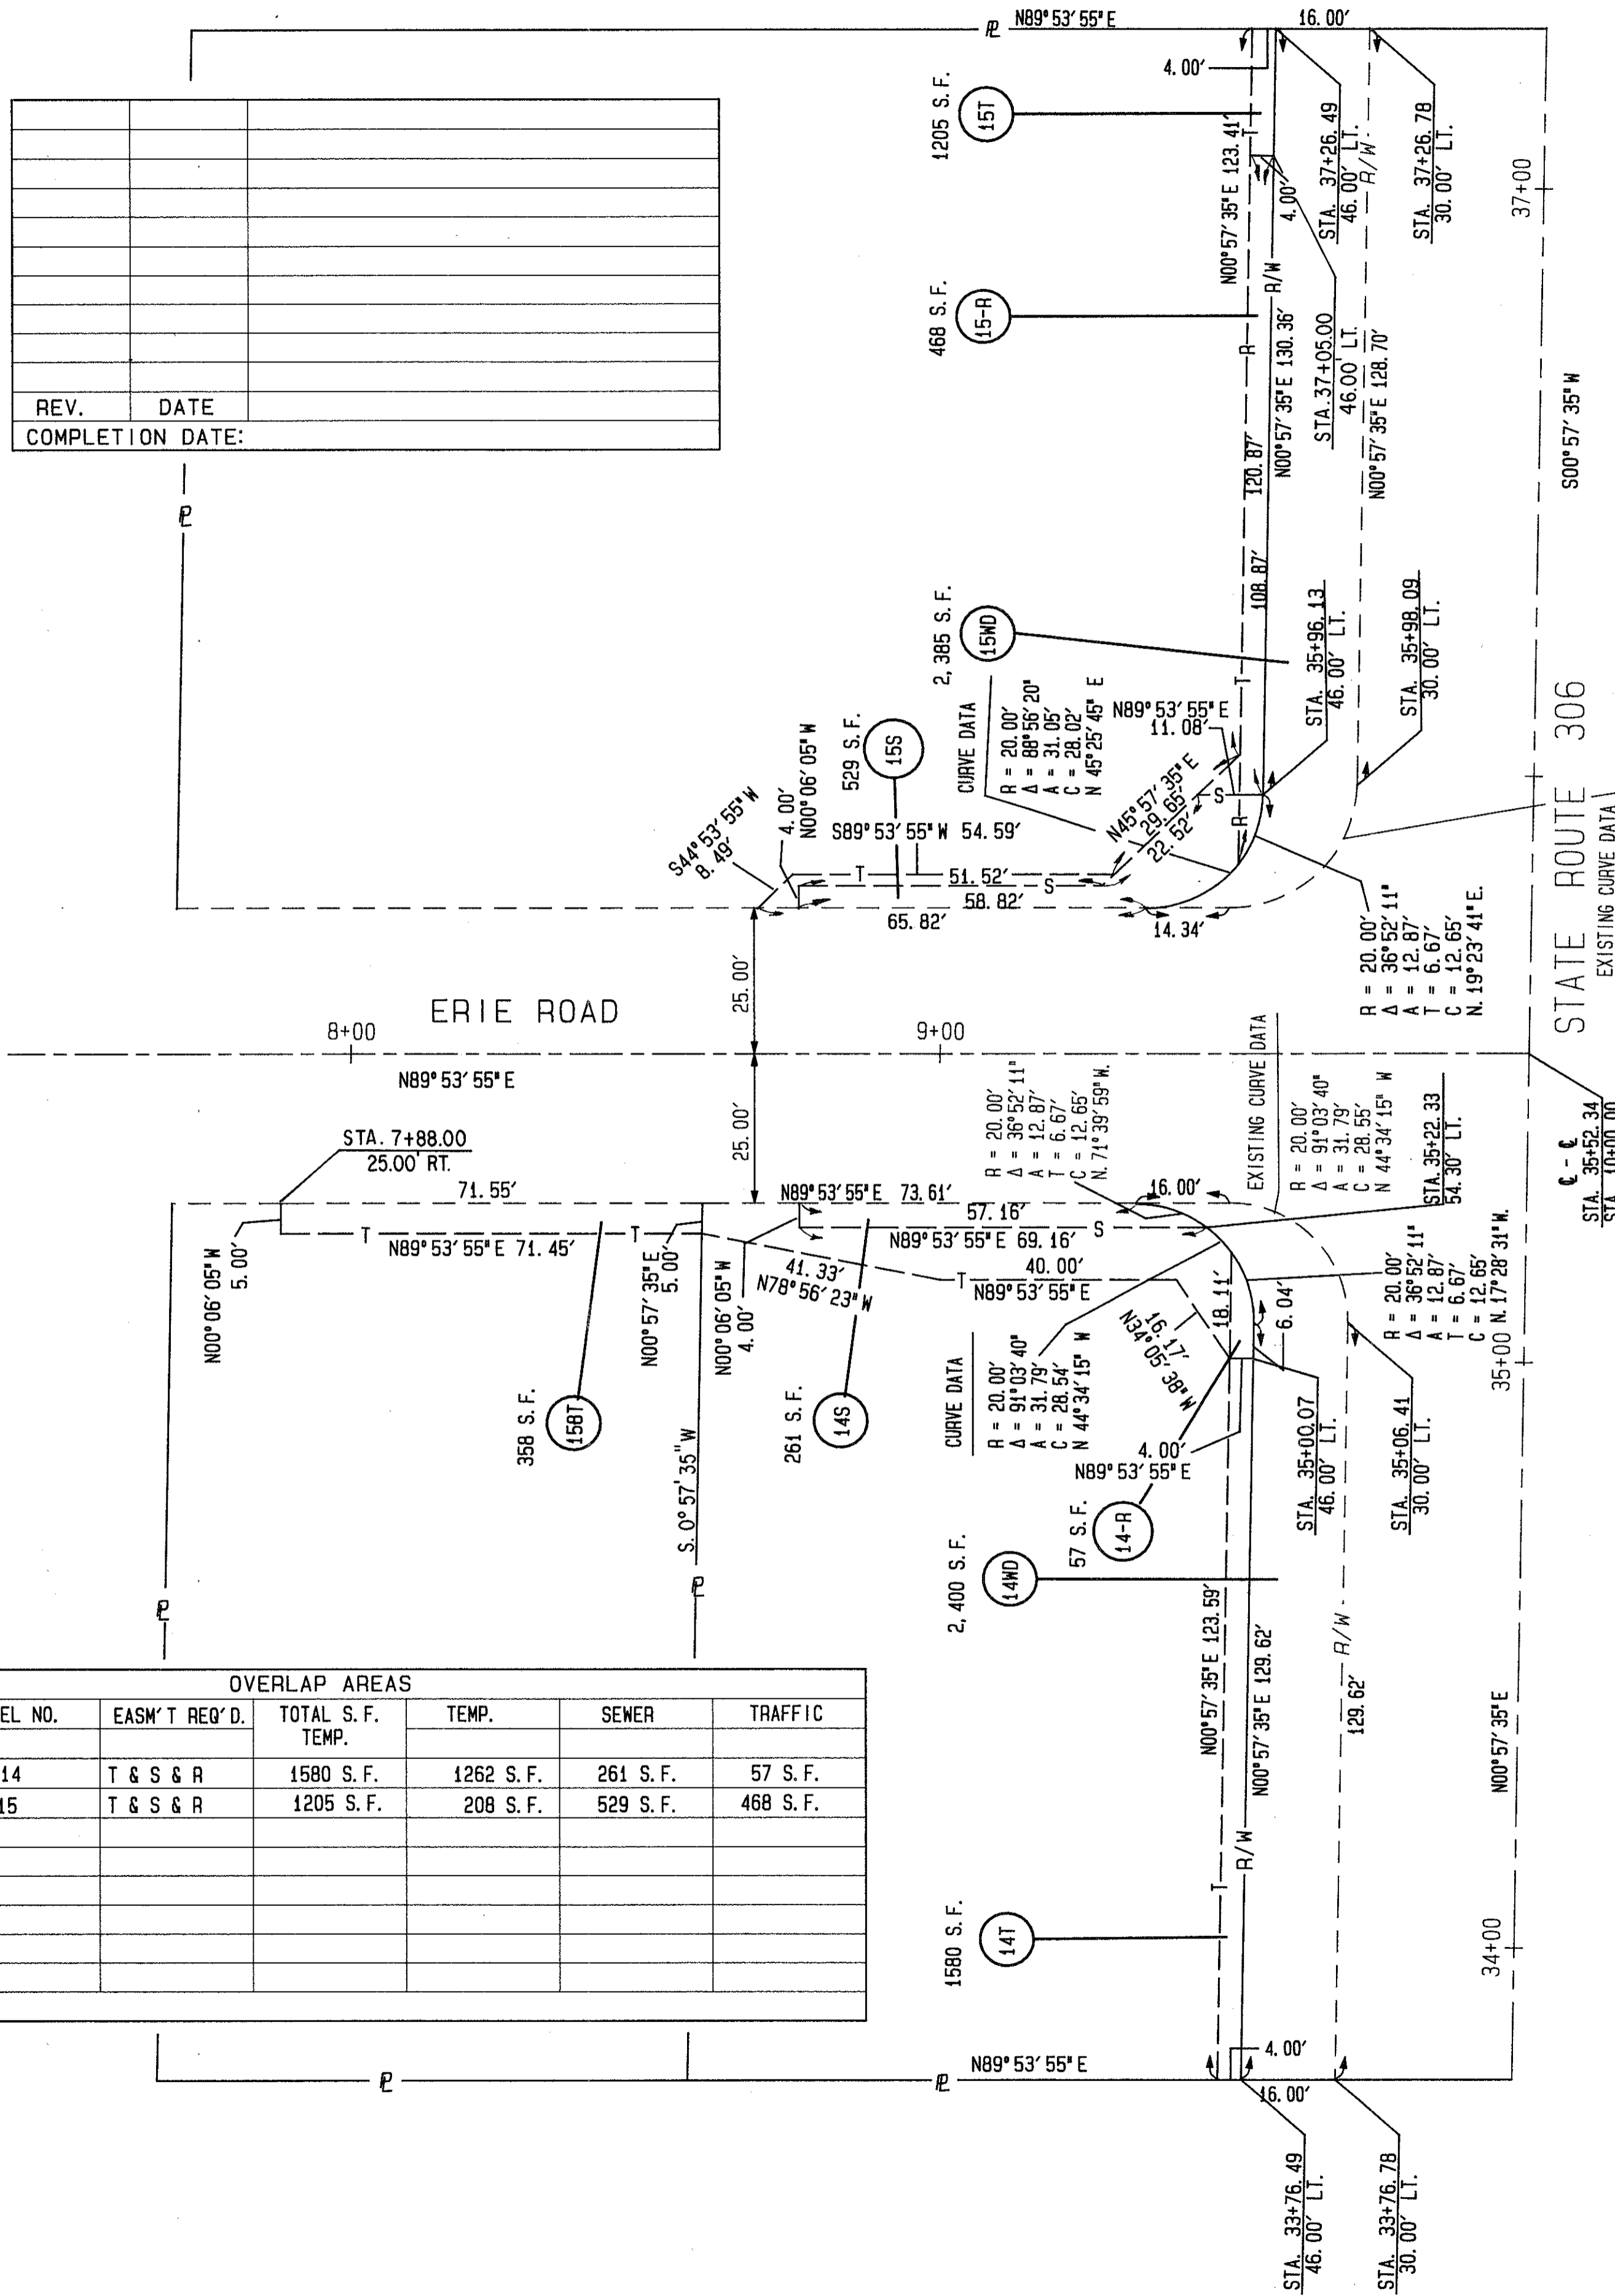 ℄ N89°53'55"E 16.00'
4.00'
1205 S.F.
15T
N00°57'35"E 123.41'
T
4.00'
STA. 37+26.49
46.00' LT.
R/W
STA. 37+26.78
30.00' LT.
37+00
REV. DATE
COMPLETION DATE:
468 S.F.
15-R
R
R/W
120.87'
N00°57'35"E 130.36'
STA.37+05.00
46.00' LT.
N00°57'35"E 128.70'
S00°57'35"W
108.87'
2,385 S.F.
15WD
T
STA. 35+96.13
46.00' LT.
STA. 35+98.09
30.00' LT.
CURVE DATA
R = 20.00'
Δ = 88°56'20"
A = 31.05'
C = 28.02'
N 45°25'45" E
N89°53'55"E
11.08'
529 S.F.
15S
S44°53'55"W
8.49'
4.00'
N00°06'05"W
S89°53'55"W 54.59'
N45°57'35"E
29.65'
22.52'
S
R
T
51.52'
S
58.82'
65.82'
14.34'
R = 20.00'
Δ = 36°52'11"
A = 12.87'
T = 6.67'
C = 12.65'
N. 19°23'41"E.
STATE ROUTE 306
EXISTING CURVE DATA
25.00'
ERIE ROAD
8+00
9+00
N89°53'55"E
25.00'
STA. 7+88.00
25.00' RT.
71.55'
N00°06'05"W
5.00'
T
N89°53'55"E 71.45'
T
N00°57'35"E
5.00'
N00°06'05"W
4.00'
N89°53'55"E 73.61'
57.16'
S
N89°53'55"E 69.16'
41.33'
N78°56'23"W
T
40.00'
N89°53'55"E
R = 20.00'
Δ = 36°52'11"
A = 12.87'
T = 6.67'
C = 12.65'
N. 71°39'59"W.
16.00'
EXISTING CURVE DATA
R = 20.00'
Δ = 91°03'40"
A = 31.79'
C = 28.55'
N 44°34'15" W
STA.35+22.33
54.30' LT.
℄ - ℄
STA. 35+52.34
STA. 10+00.00
18.11'
16.17'
N34°05'38"W
6.04'
R = 20.00'
Δ = 36°52'11"
A = 12.87'
T = 6.67'
C = 12.65'
N. 17°28'31"W.
35+00
358 S.F.
15BT
S. 0°57'35"W
261 S.F.
14S
CURVE DATA
R = 20.00'
Δ = 91°03'40"
A = 31.79'
C = 28.54'
N 44°34'15" W
4.00'
N89°53'55"E
57 S.F.
14-R
STA. 35+00.07
46.00' LT.
STA. 35+06.41
30.00' LT.
2,400 S.F.
14WD
N00°57'35"E 123.59'
N00°57'35"E 129.62'
R/W
129.62'
N00°57'35"E
OVERLAP AREAS
EL NO. EASM'T REQ'D. TOTAL S.F. TEMP. TEMP. SEWER TRAFFIC
14 T & S & R 1580 S.F. 1262 S.F. 261 S.F. 57 S.F.
15 T & S & R 1205 S.F. 208 S.F. 529 S.F. 468 S.F.
R/W
T
1580 S.F.
14T
34+00
4.00'
N89°53'55"E
16.00'
STA. 33+76.49
46.00' LT.
STA. 33+76.78
30.00' LT.